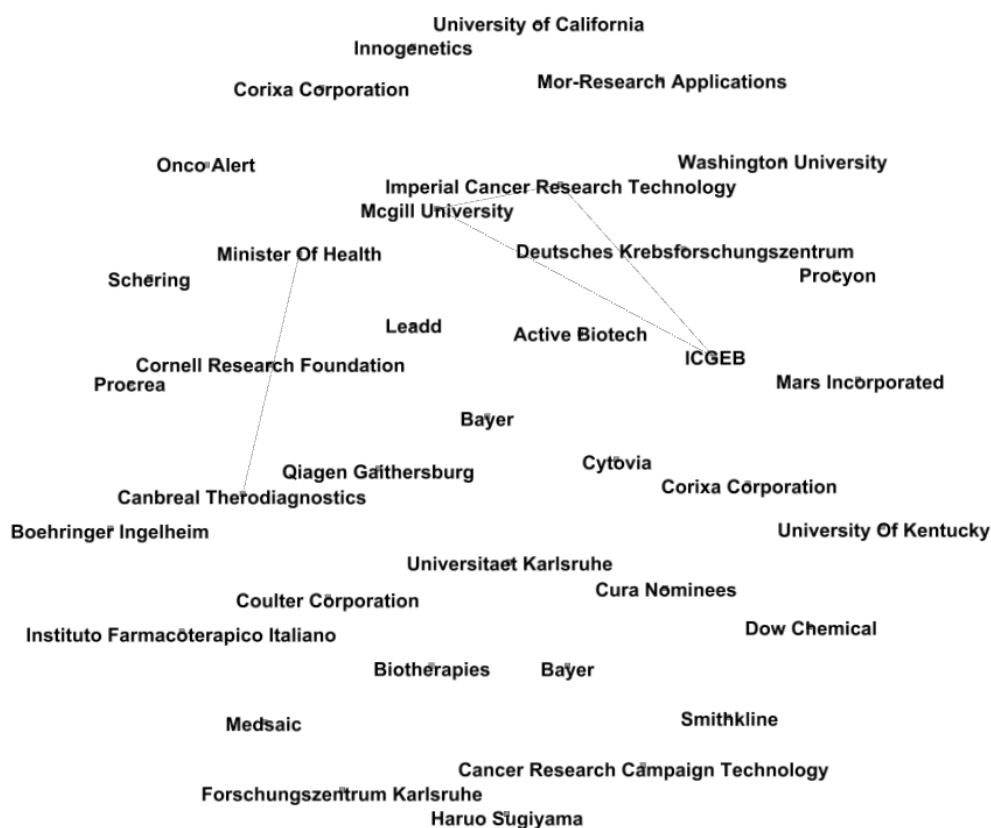 University of California
Innogenetics
Mor-Research Applications
Corixa Corporation
Washington University
Onco Alert
Imperial Cancer Research Technology
Mcgill University
Deutsches Krebsforschungszentrum
Minister Of Health
Procyon
Schering
Leadd
Active Biotech
ICGEB
Cornell Research Foundation
Mars Incorporated
Procrea
Bayer
Cytovia
Qiagen Gaithersburg
Corixa Corporation
Canbreal Therodiagnostics
University Of Kentucky
Boehringer Ingelheim
Universitaet Karlsruhe
Cura Nominees
Coulter Corporation
Dow Chemical
Instituto Farmacoterapico Italiano
Biotherapies
Bayer
Smithkline
Medsaic
Cancer Research Campaign Technology
Forschungszentrum Karlsruhe
Haruo Sugiyama